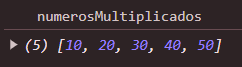 numerosMultiplicados
(5) [10, 20, 30, 40, 50]